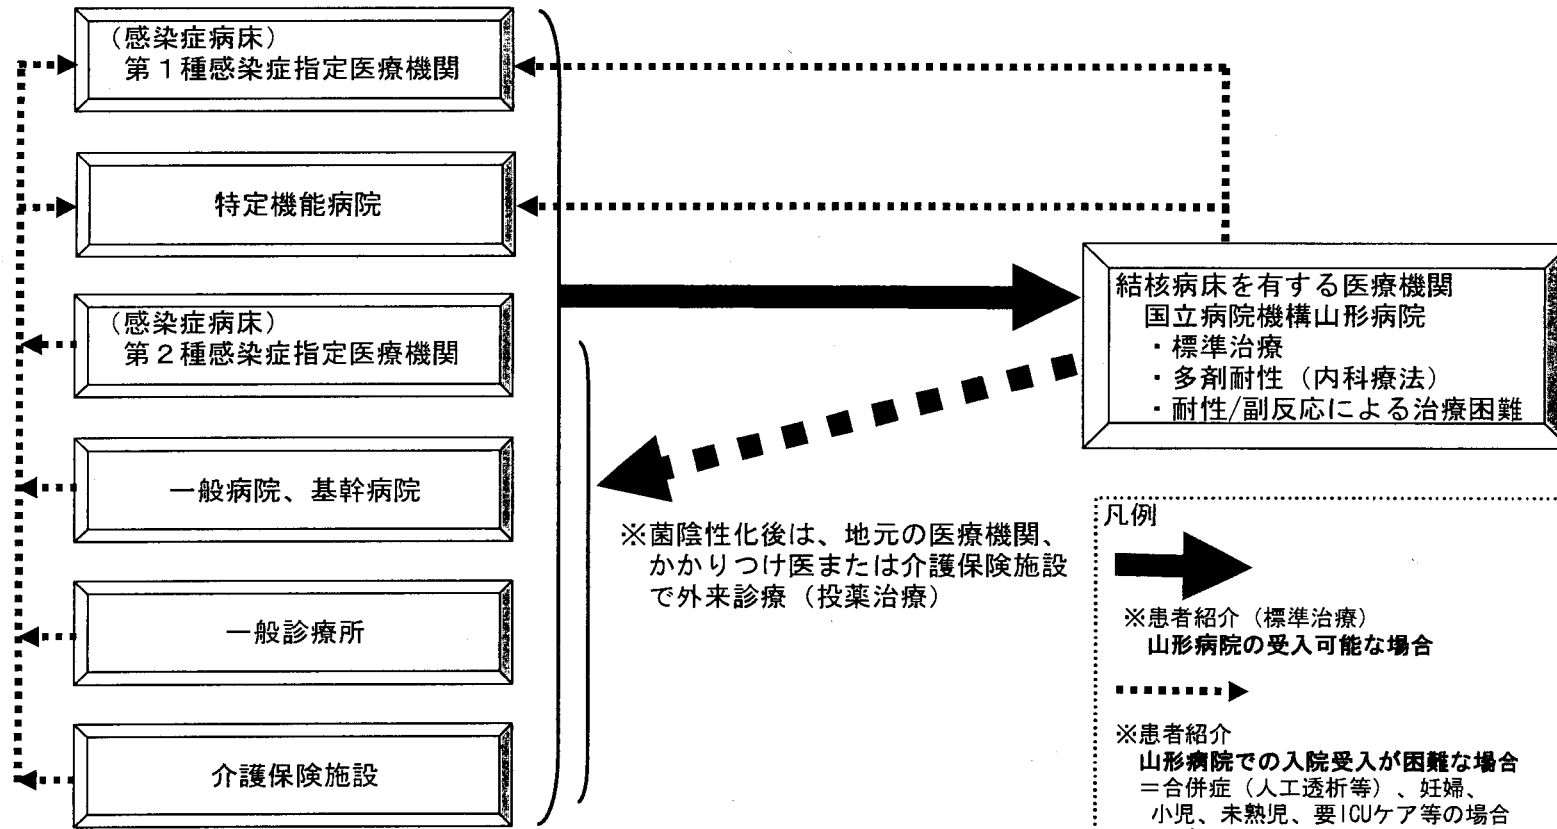 (感染症病床)
第1種感染症指定医療機関
特定機能病院
(感染症病床)
第2種感染症指定医療機関
一般病院、基幹病院
一般診療所
介護保険施設
※菌陰性化後は、地元の医療機関、
かかりつけ医または介護保険施設
で外来診療(投薬治療)
結核病床を有する医療機関
国立病院機構山形病院
・標準治療
・多剤耐性(内科療法)
・耐性/副反応による治療困難
凡例
※患者紹介(標準治療)
山形病院の受入可能な場合
※患者紹介
山形病院での入院受入が困難な場合
=合併症(人工透析等)、妊婦、
小児、未熟児、要ICUケア等の場合